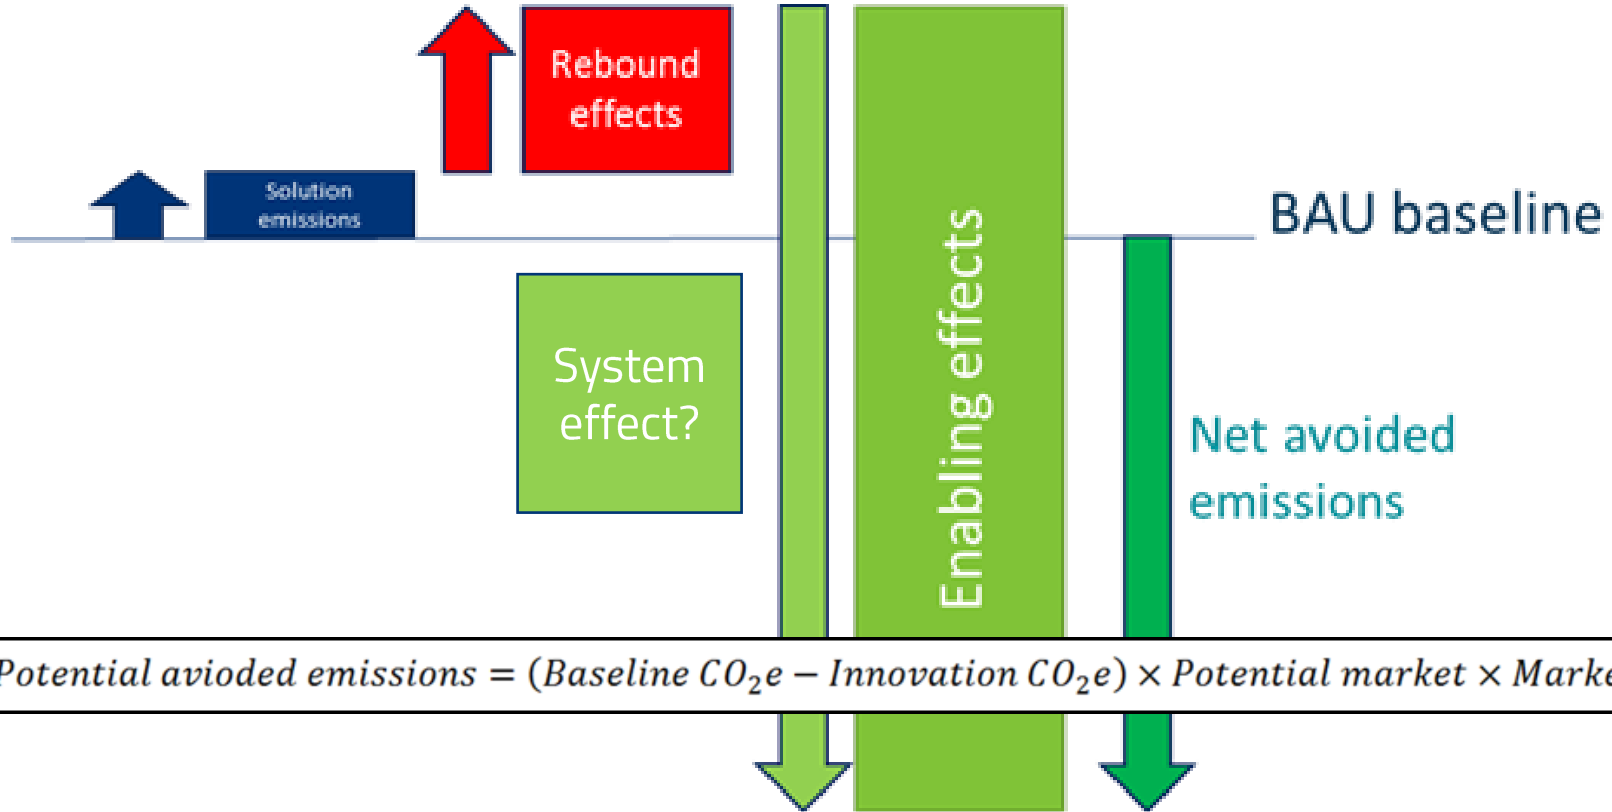 Rebound
effects
Solution
emissions
BAU baseline
System
effect?
Enabling effects
Net avoided
emissions
Potential avioded emissions = (Baseline CO₂e − Innovation CO₂e) × Potential market ×